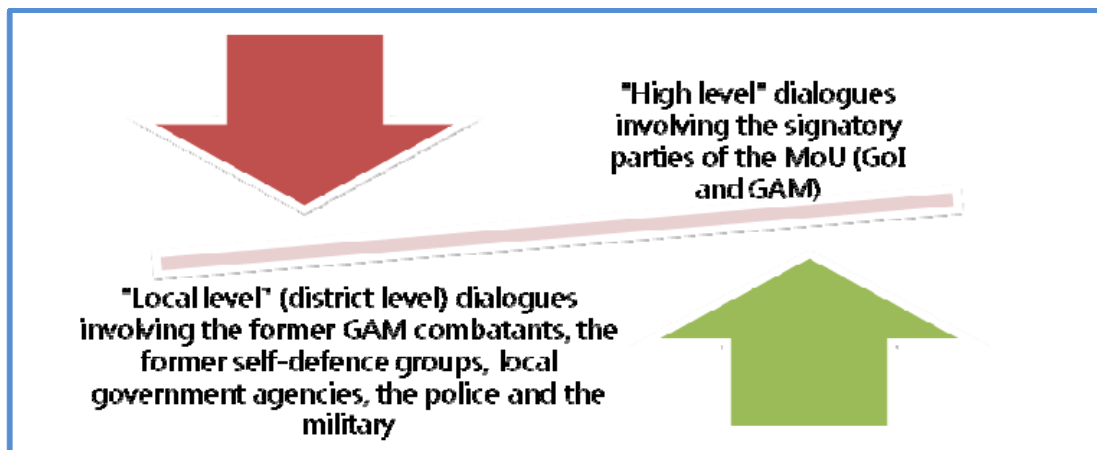 "High level" dialogues
involving the signatory
parties of the MoU (GoI
and GAM)
"Local level" (district level) dialogues
involving the former GAM combatants, the
former self-defence groups, local
government agencies, the police and the
military